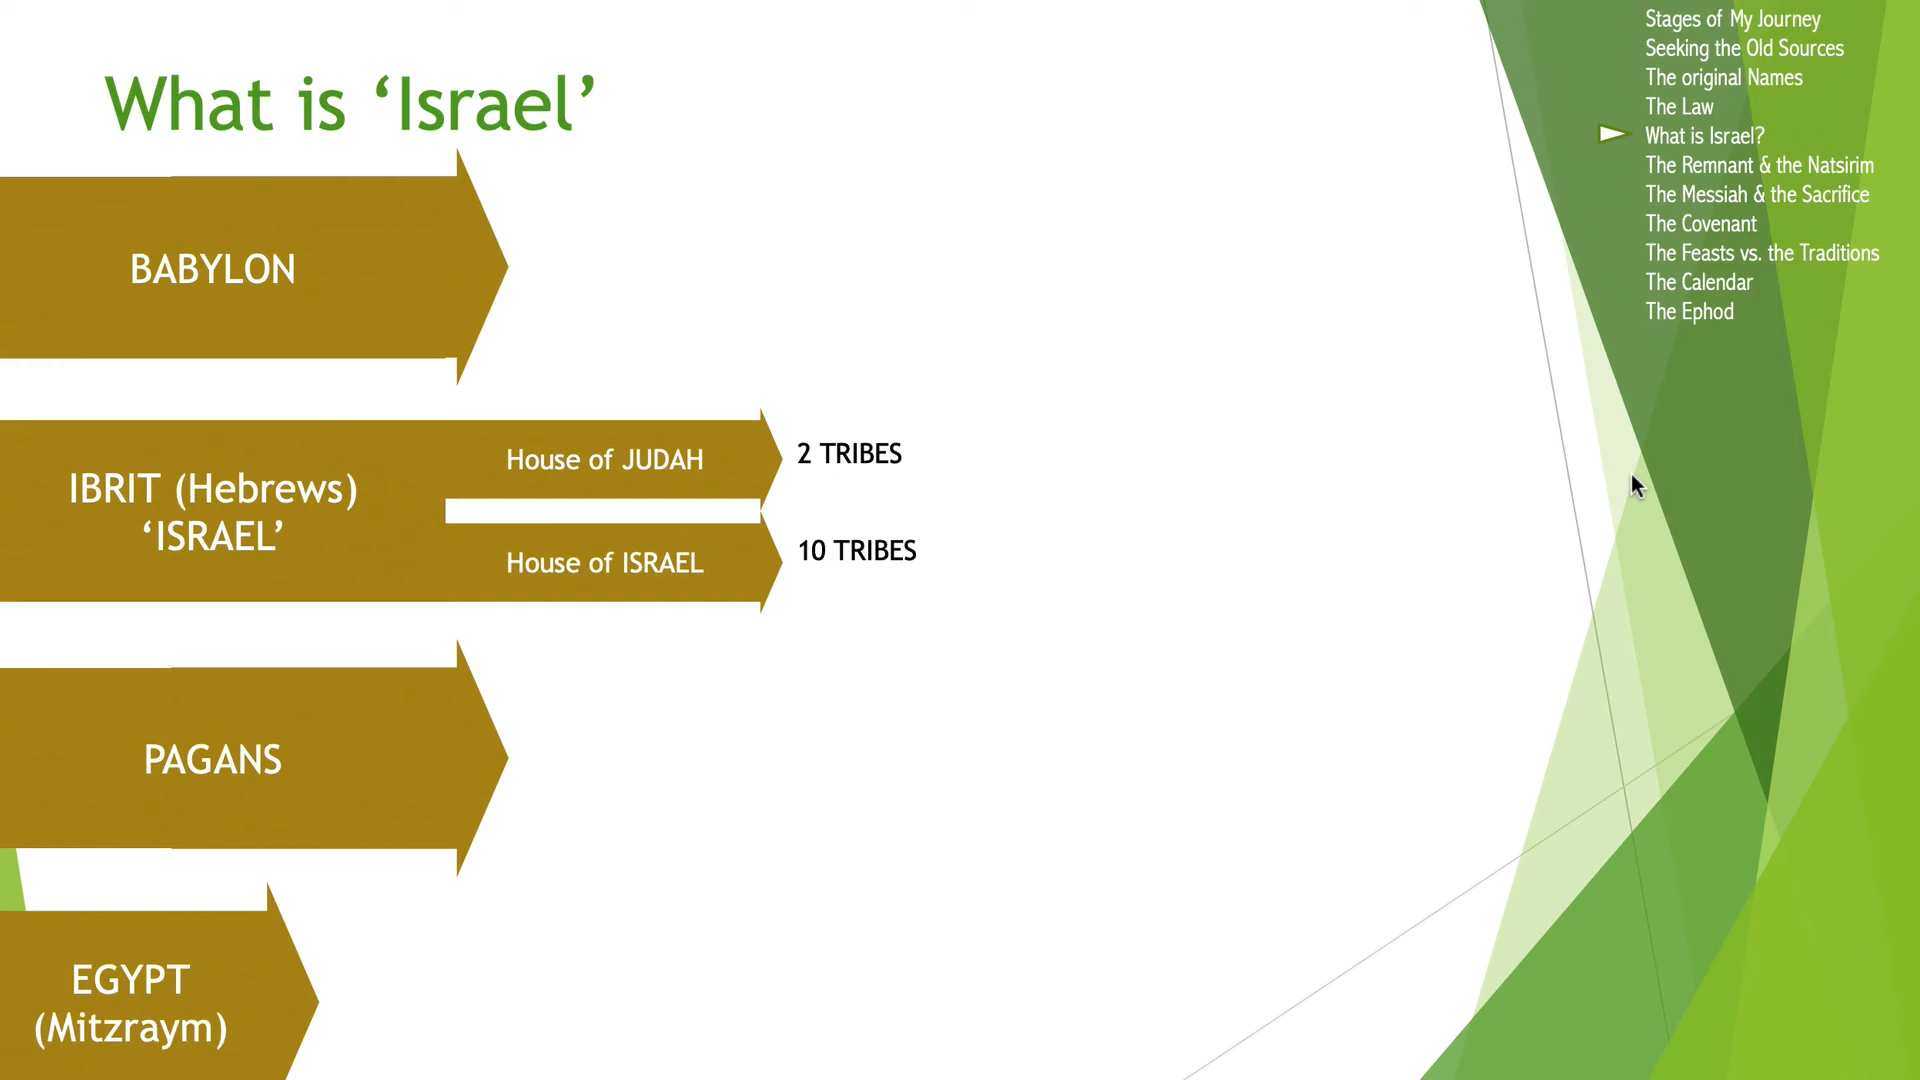 What is ‘Israel’
BABYLON
IBRIT (Hebrews)
‘ISRAEL’
House of JUDAH
2 TRIBES
House of ISRAEL
10 TRIBES
PAGANS
EGYPT
(Mitzraym)
Stages of My Journey
Seeking the Old Sources
The original Names
The Law
What is Israel?
The Remnant & the Natsirim
The Messiah & the Sacrifice
The Covenant
The Feasts vs. the Traditions
The Calendar
The Ephod